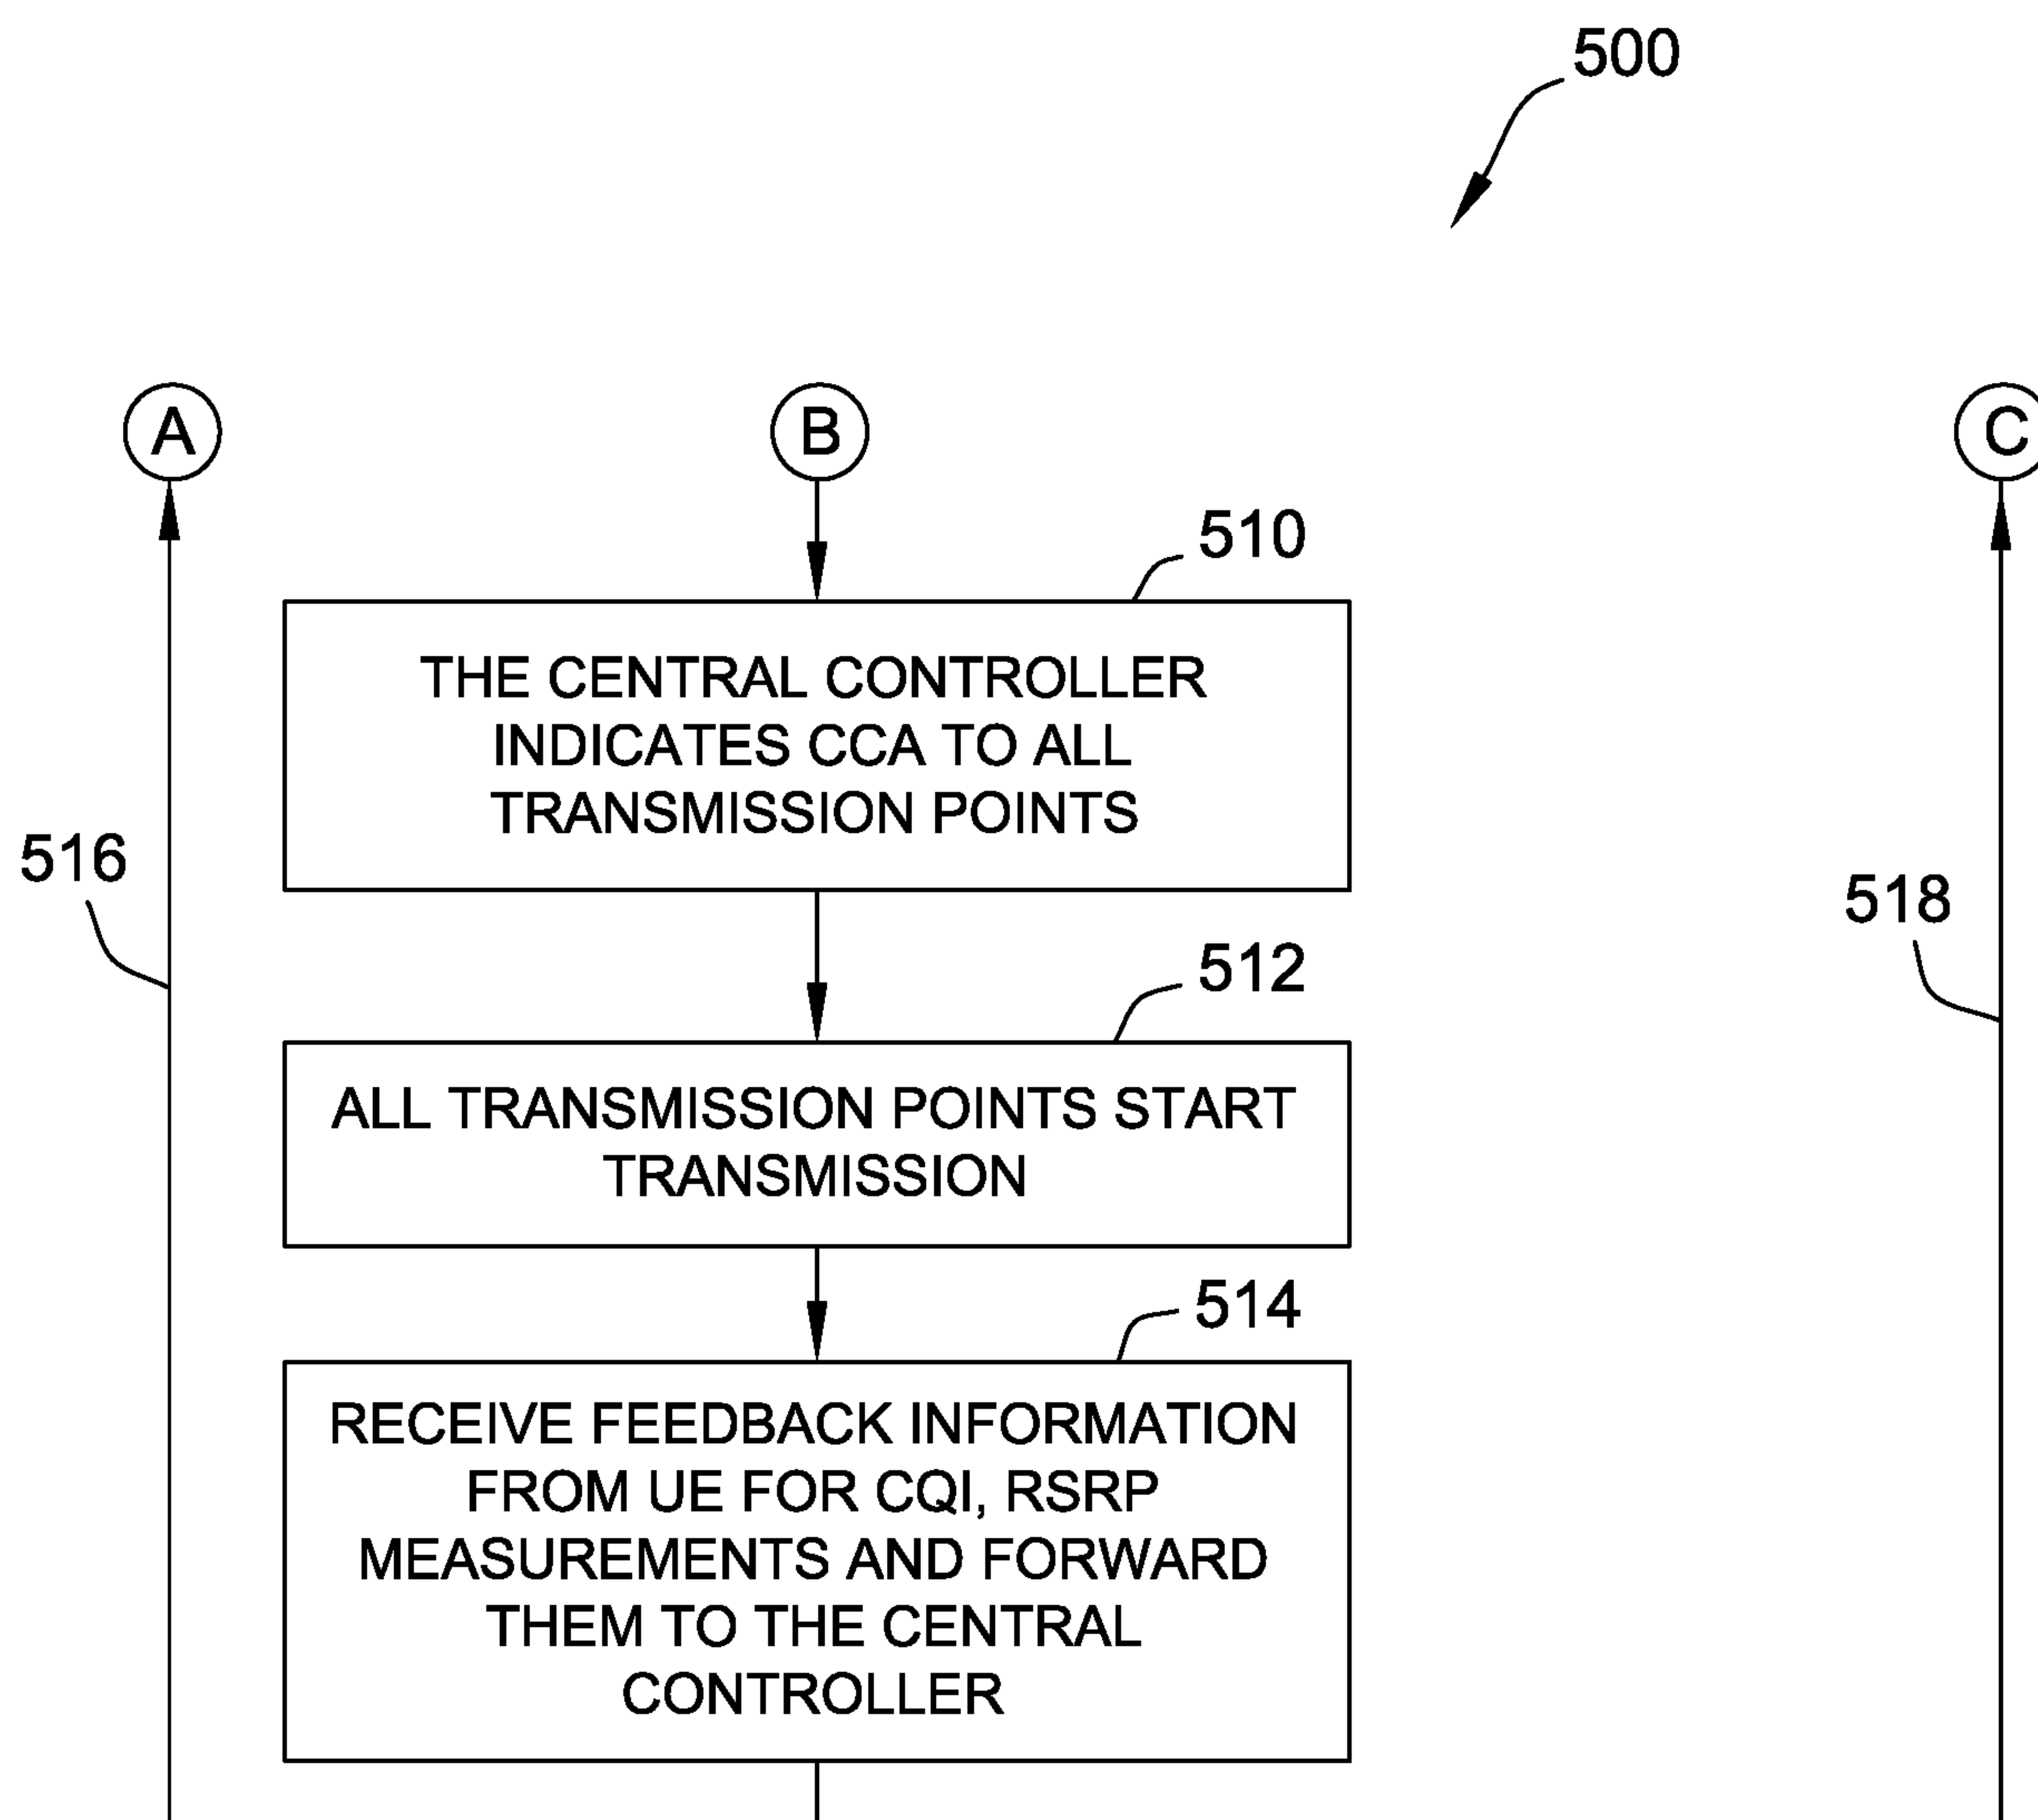 500
A
B
C
510
THE CENTRAL CONTROLLER
INDICATES CCA TO ALL
TRANSMISSION POINTS
516
518
512
ALL TRANSMISSION POINTS START
TRANSMISSION
514
RECEIVE FEEDBACK INFORMATION
FROM UE FOR CQI, RSRP
MEASUREMENTS AND FORWARD
THEM TO THE CENTRAL
CONTROLLER